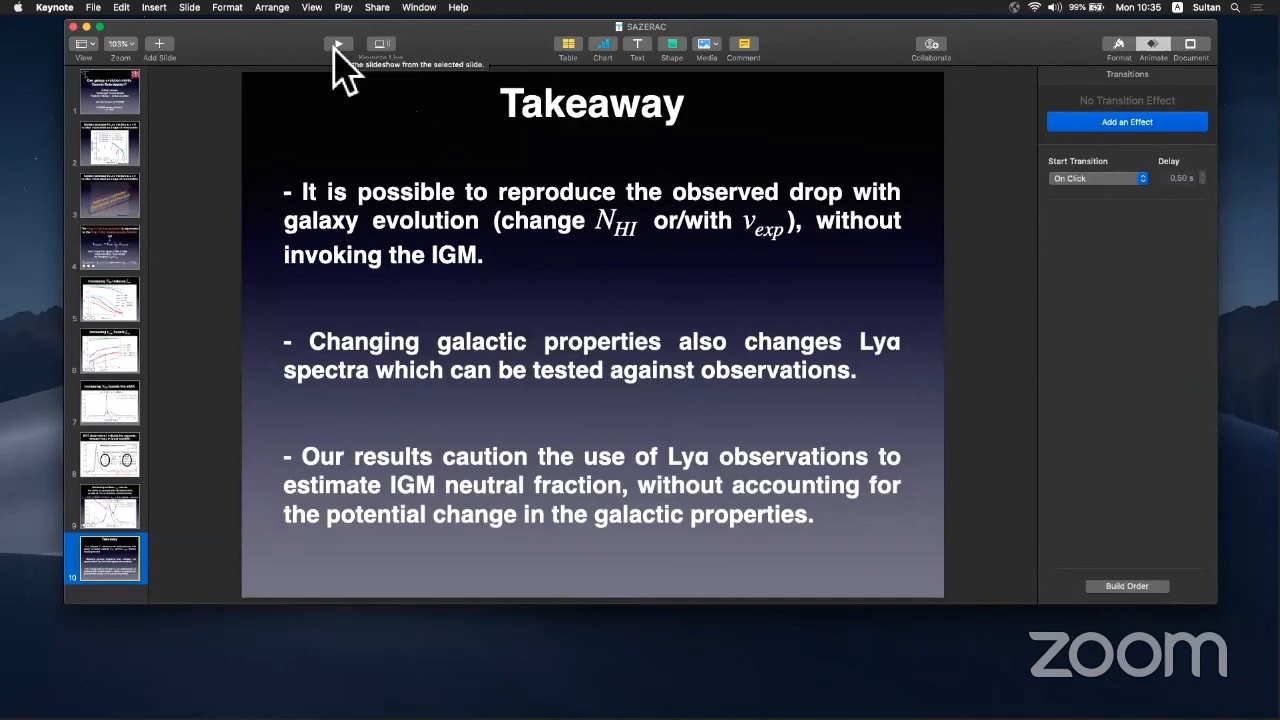 Keynote File Edit Insert Slide Format Arrange View Play Share Window Help 99% Mon 10:35 Sultan
SAZERAC
103%
View Zoom Add Slide Keynote Live Table Chart Text Shape Media Comment Collaborate Format Animate Document
the slideshow from the selected slide.
Transitions
No Transition Effect
Add an Effect
Start Transition Delay
On Click 0,50 s
Build Order
1
2
3
4
5
6
7
8
9
10
Takeaway
- It is possible to reproduce the observed drop with
galaxy evolution (change N_HI or/with v_exp), without
invoking the IGM.
- Changing galactic properties also changes Lyα
spectra which can be tested against observations.
- Our results caution the use of Lyα observations to
estimate IGM neutral fraction, without accounting for
the potential change in the galactic properties.
zoom